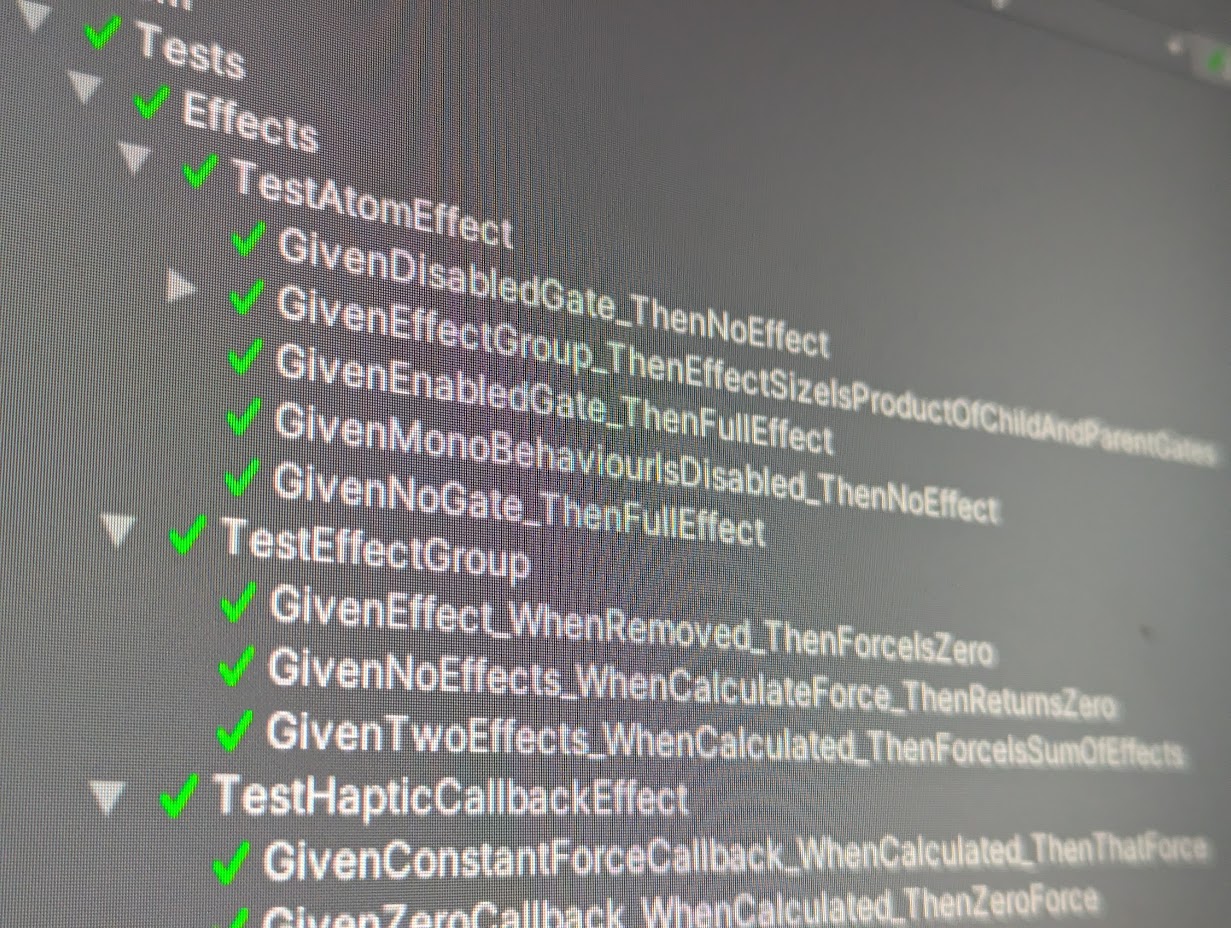 Tests
Effects
TestAtomEffect
GivenDisabledGate_ThenNoEffect
GivenEffectGroup_ThenEffectSizeIsProductOfChildAndParentGates
GivenEnabledGate_ThenFullEffect
GivenMonoBehaviourIsDisabled_ThenNoEffect
GivenNoGate_ThenFullEffect
TestEffectGroup
GivenEffect_WhenRemoved_ThenForceIsZero
GivenNoEffects_WhenCalculateForce_ThenReturnsZero
GivenTwoEffects_WhenCalculated_ThenForceIsSumOfEffects
TestHapticCallbackEffect
GivenConstantForceCallback_WhenCalculated_ThenThatForce
GivenZeroCallback_WhenCalculated_ThenZeroForce